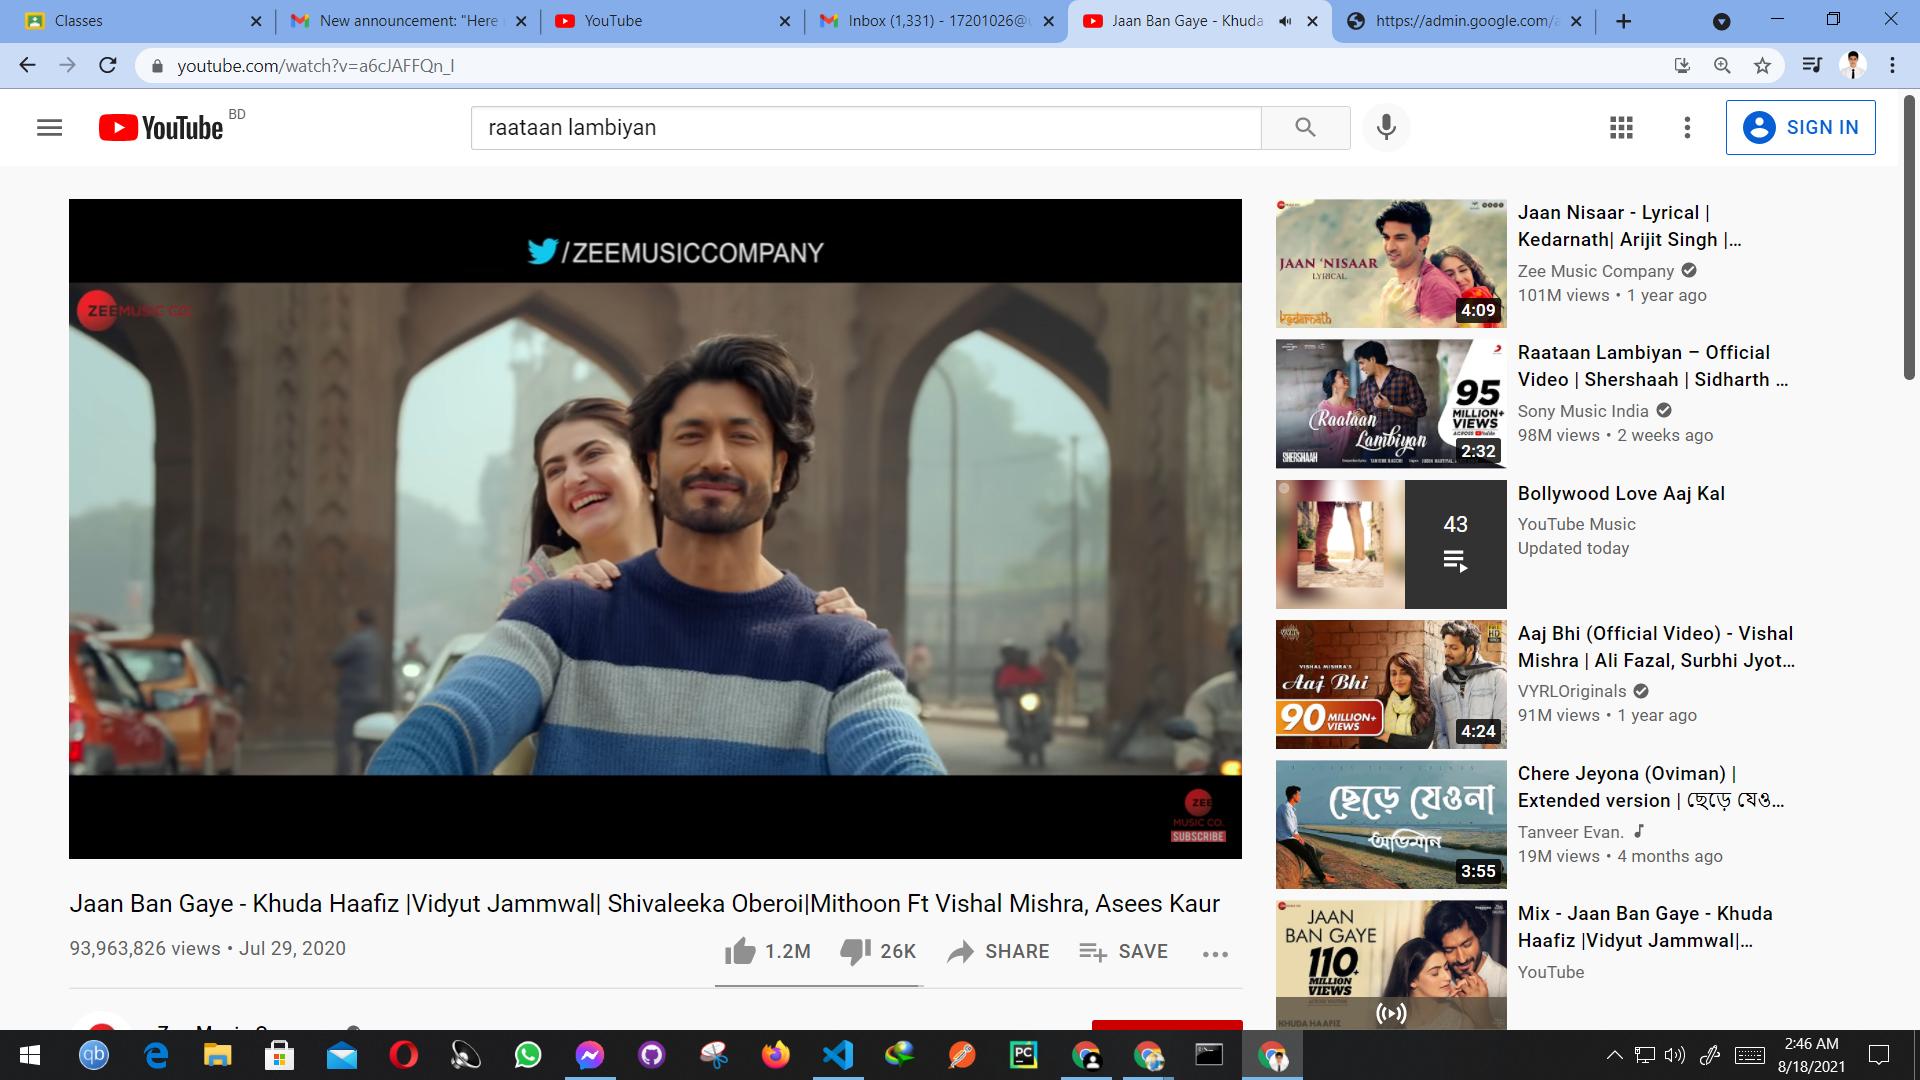 Classes
New announcement: "Here
YouTube
Inbox (1,331) - 17201026@
Jaan Ban Gaye - Khuda
https://admin.google.com/a
youtube.com/watch?v=a6cJAFFQn_I
YouTube BD
raataan lambiyan
SIGN IN
/ZEEMUSICCOMPANY
ZEE MUSIC CO.
ZEE
MUSIC CO.
SUBSCRIBE
Jaan Ban Gaye - Khuda Haafiz |Vidyut Jammwal| Shivaleeka Oberoi|Mithoon Ft Vishal Mishra, Asees Kaur
93,963,826 views • Jul 29, 2020
1.2M
26K
SHARE
SAVE
JAAN 'NISAAR
LYRICAL
kedarnath
4:09
Jaan Nisaar - Lyrical |
Kedarnath| Arijit Singh |...
Zee Music Company
101M views • 1 year ago
Raataan
Lambiyan
95
MILLION+
VIEWS
ACROSS YouTube
SHERSHAAH
2:32
Raataan Lambiyan – Official
Video | Shershaah | Sidharth ...
Sony Music India
98M views • 2 weeks ago
43
Bollywood Love Aaj Kal
YouTube Music
Updated today
VISHAL MISHRA'S
Aaj Bhi
90 MILLION+
VIEWS
FULL HD
4:24
Aaj Bhi (Official Video) - Vishal
Mishra | Ali Fazal, Surbhi Jyot...
VYRLOriginals
91M views • 1 year ago
ছেড়ে যেওনা
অভিমান
3:55
Chere Jeyona (Oviman) |
Extended version | ছেড়ে যেও...
Tanveer Evan.
19M views • 4 months ago
JAAN
BAN GAYE
110+
MILLION
VIEWS
KHUDA HAAFIZ
Mix - Jaan Ban Gaye - Khuda
Haafiz |Vidyut Jammwal|...
YouTube
qb
PC
2:46 AM
8/18/2021